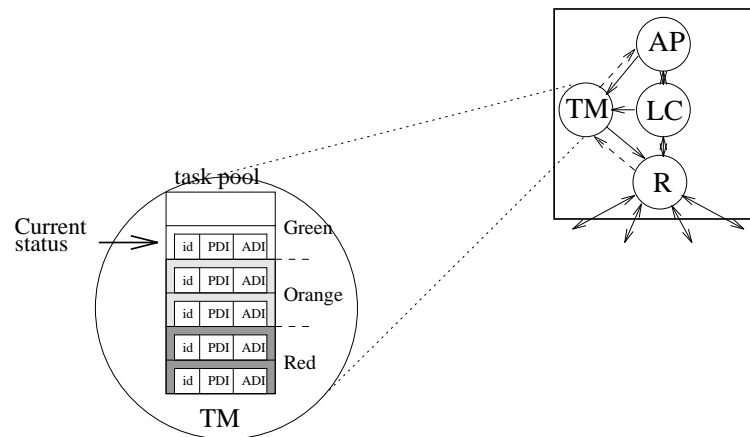 AP
TM
LC
R
task pool
Current
status
Green
id PDI ADI
id PDI ADI
Orange
id PDI ADI
id PDI ADI
Red
id PDI ADI
TM